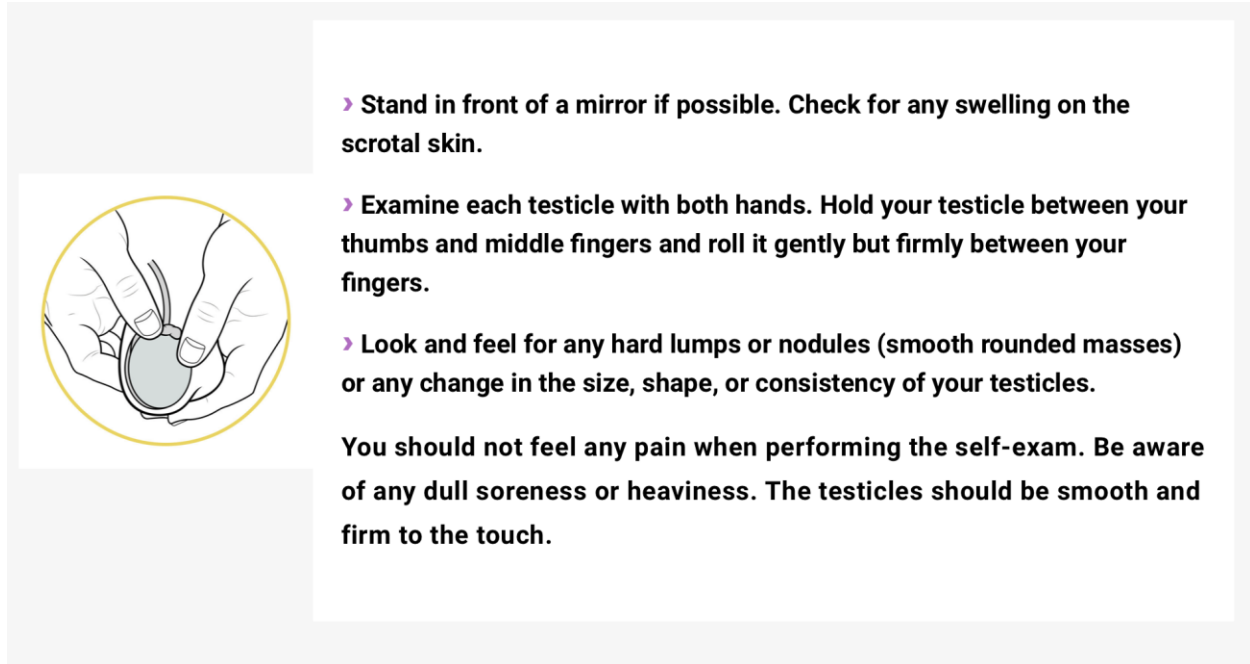 › Stand in front of a mirror if possible. Check for any swelling on the
scrotal skin.
› Examine each testicle with both hands. Hold your testicle between your
thumbs and middle fingers and roll it gently but firmly between your
fingers.
› Look and feel for any hard lumps or nodules (smooth rounded masses)
or any change in the size, shape, or consistency of your testicles.
You should not feel any pain when performing the self-exam. Be aware
of any dull soreness or heaviness. The testicles should be smooth and
firm to the touch.